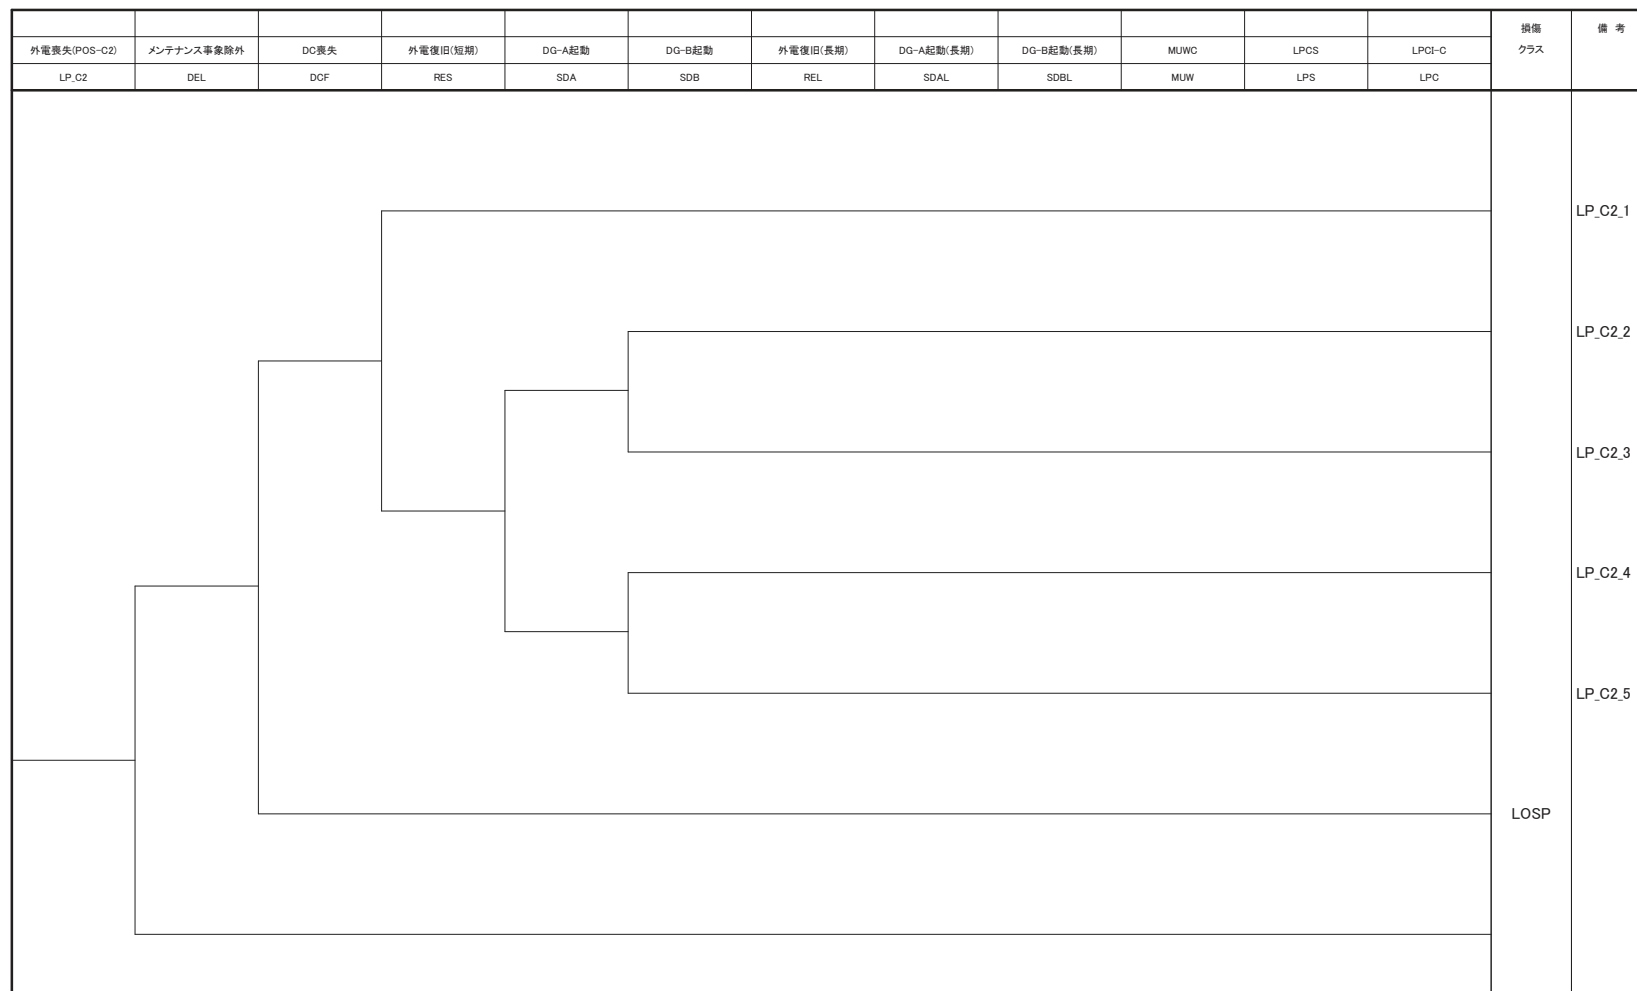 外電喪失(POS-C2) メンテナンス事象除外 DC喪失 外電復旧(短期) DG-A起動 DG-B起動 外電復旧(長期) DG-A起動(長期) DG-B起動(長期) MUWC LPCS LPCI-C 損傷クラス 備 考
LP_C2 DEL DCF RES SDA SDB REL SDAL SDBL MUW LPS LPC
LP_C2_1
LP_C2_2
LP_C2_3
LP_C2_4
LP_C2_5
LOSP